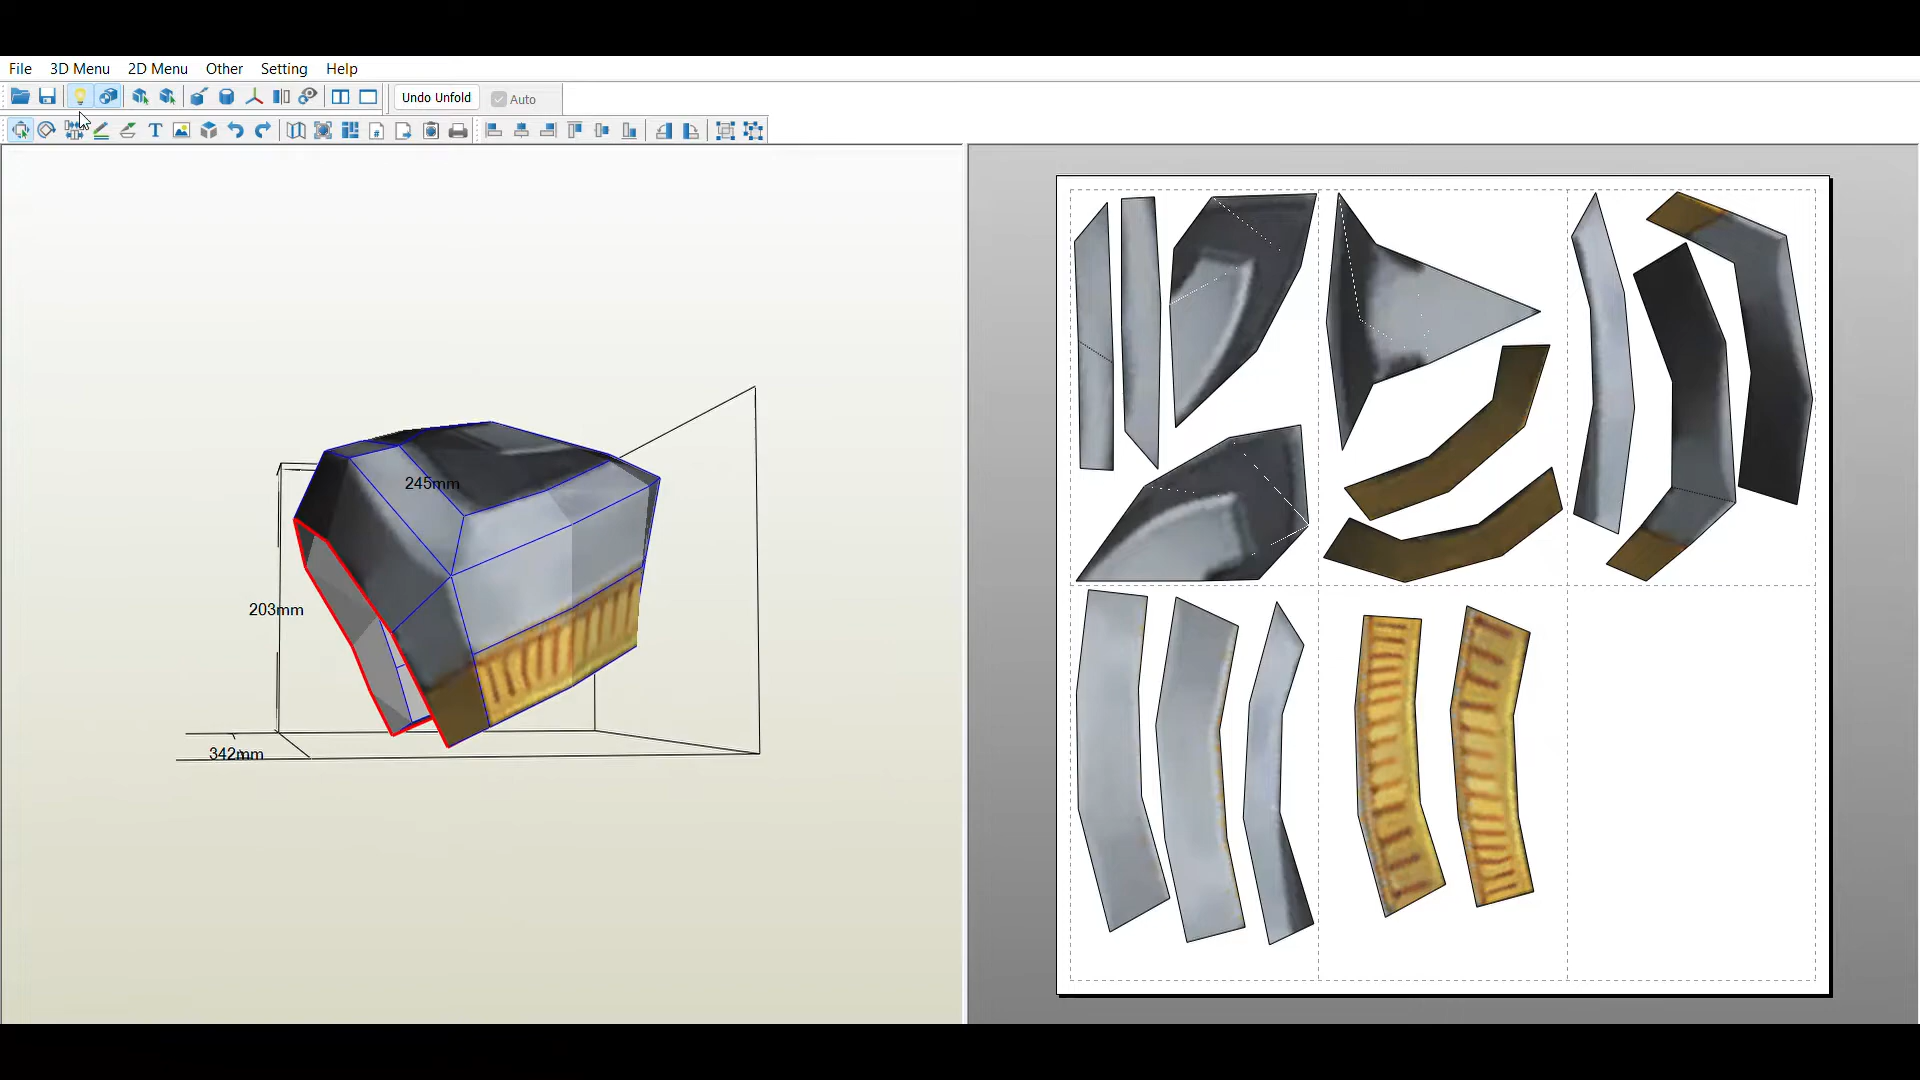 File 3D Menu 2D Menu Other Setting Help
Undo Unfold Auto
245mm
203mm
342mm